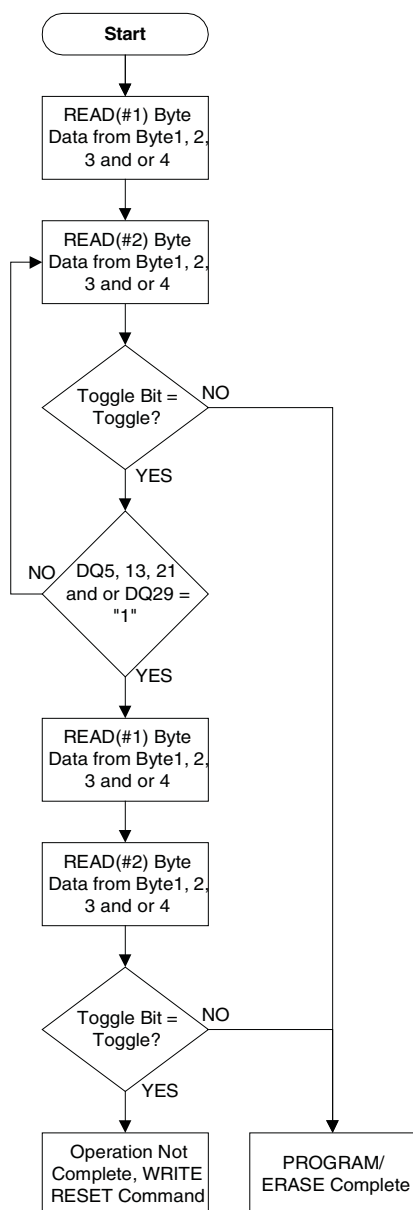 Start
READ(#1) Byte
Data from Byte1, 2,
3 and or 4
READ(#2) Byte
Data from Byte1, 2,
3 and or 4
Toggle Bit =
Toggle?
NO
YES
DQ5, 13, 21
and or DQ29 =
"1"
NO
YES
READ(#1) Byte
Data from Byte1, 2,
3 and or 4
READ(#2) Byte
Data from Byte1, 2,
3 and or 4
Toggle Bit =
Toggle?
NO
YES
Operation Not
Complete, WRITE
RESET Command
PROGRAM/
ERASE Complete